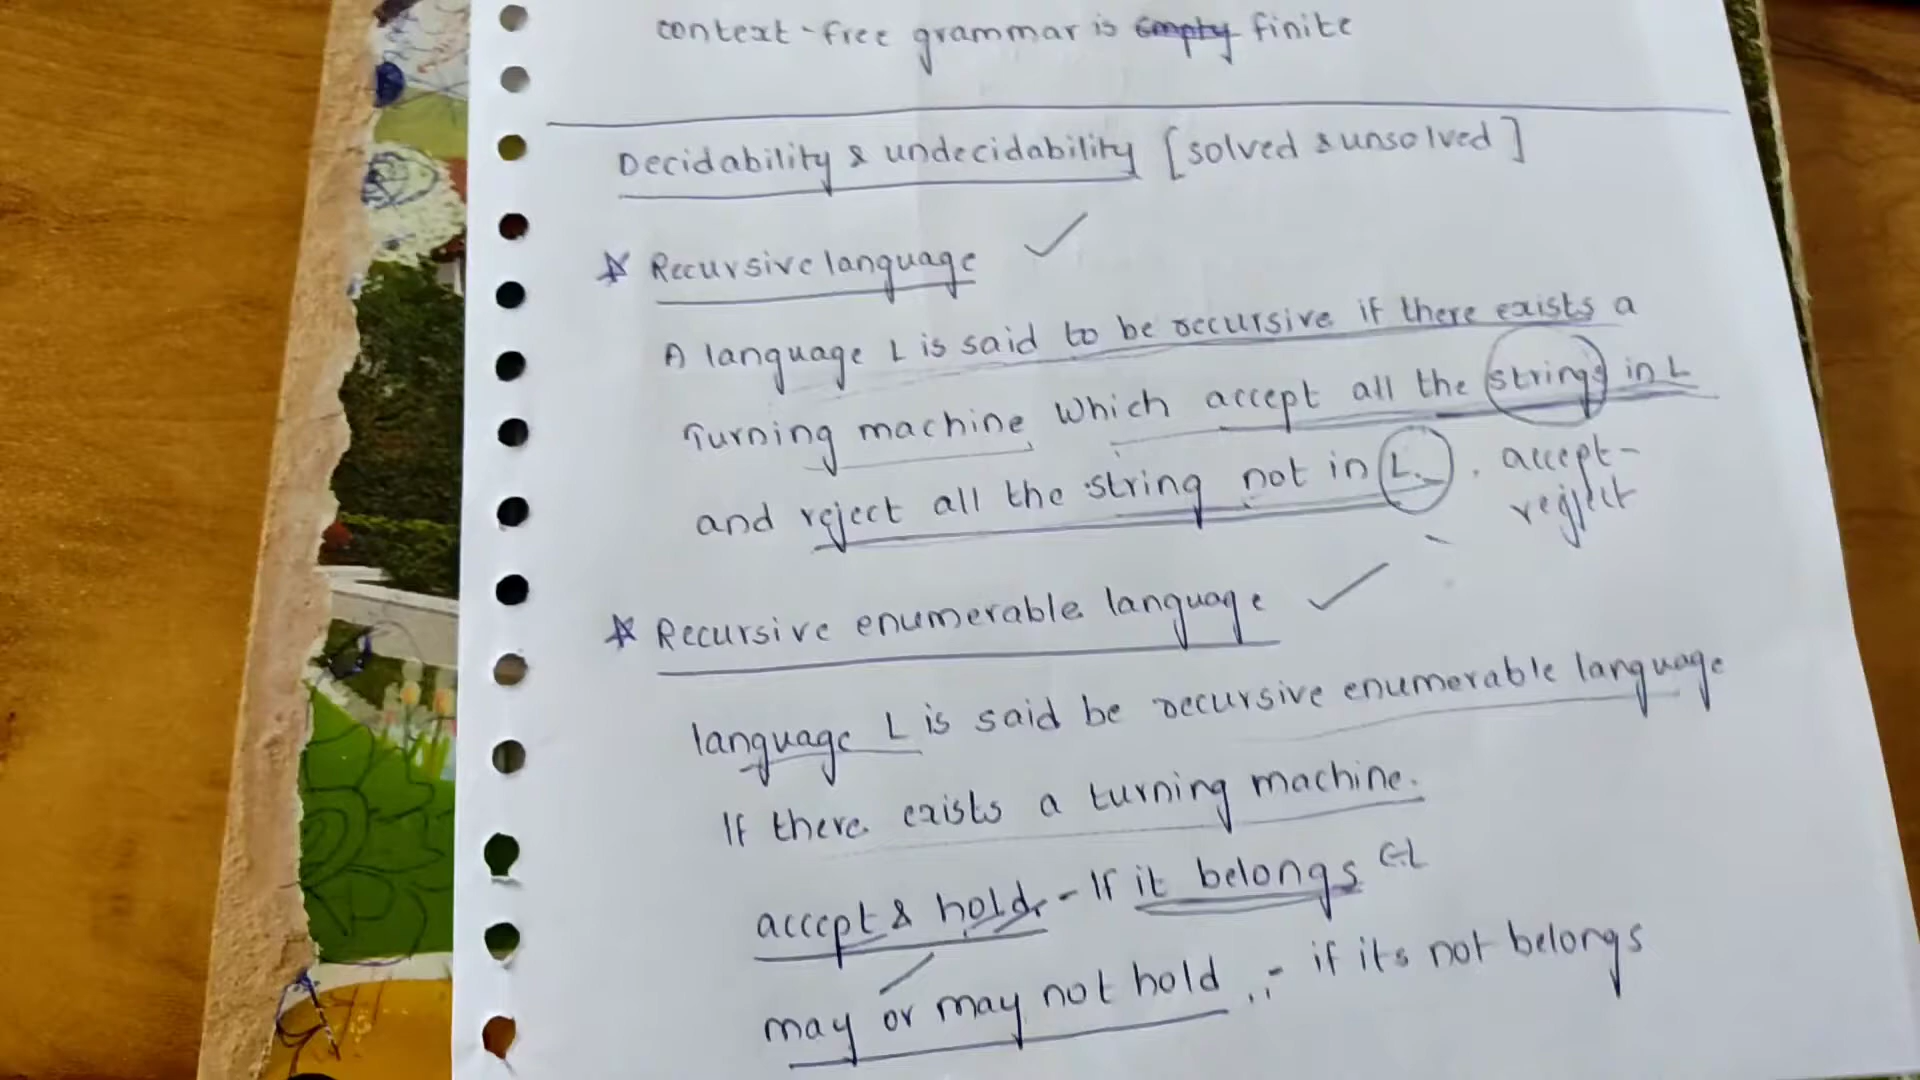 context-free grammar is empty finite
Decidability & undecidability [solved & unsolved]
Recursive language
A language L is said to be recursive if there exists a
Turning machine which accept all the strings in L
and reject all the string not in L. accept-
reject
Recursive enumerable language
language L is said be recursive enumerable language
If there exists a turning machine.
accept & hold - If it belongs ∈L
may or may not hold - if its not belongs